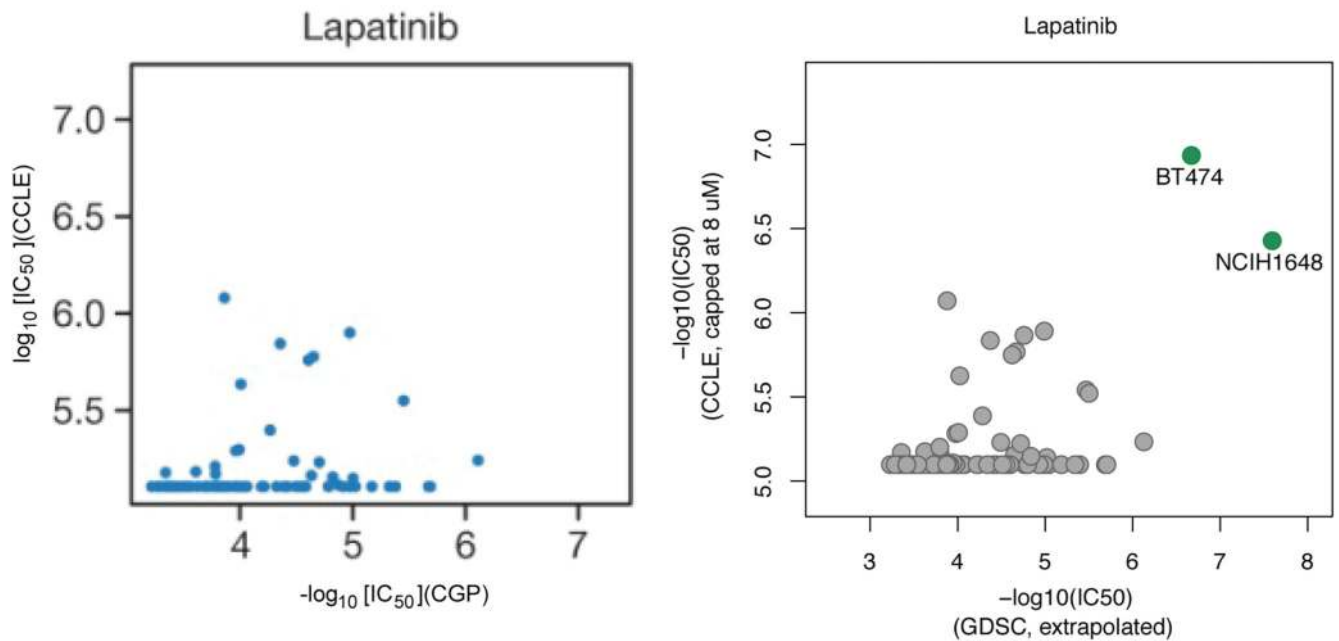 Lapatinib
log₁₀ [IC₅₀ ](CCLE)
7.0
6.5
6.0
5.5
4 5 6 7
-log₁₀ [IC₅₀](CGP)
Lapatinib
−log10(IC50)
(CCLE, capped at 8 uM)
7.0
6.5
6.0
5.5
5.0
BT474
NCIH1648
3 4 5 6 7 8
−log10(IC50)
(GDSC, extrapolated)